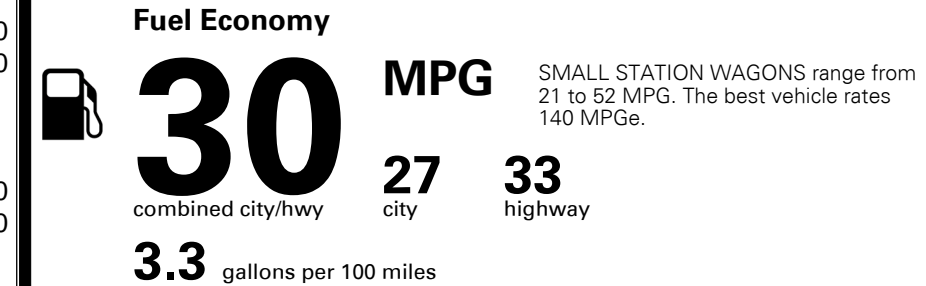 Fuel Economy
30
MPG
SMALL STATION WAGONS range from
21 to 52 MPG. The best vehicle rates
140 MPGe.
27
33
combined city/hwy
city
highway
3.3 gallons per 100 miles